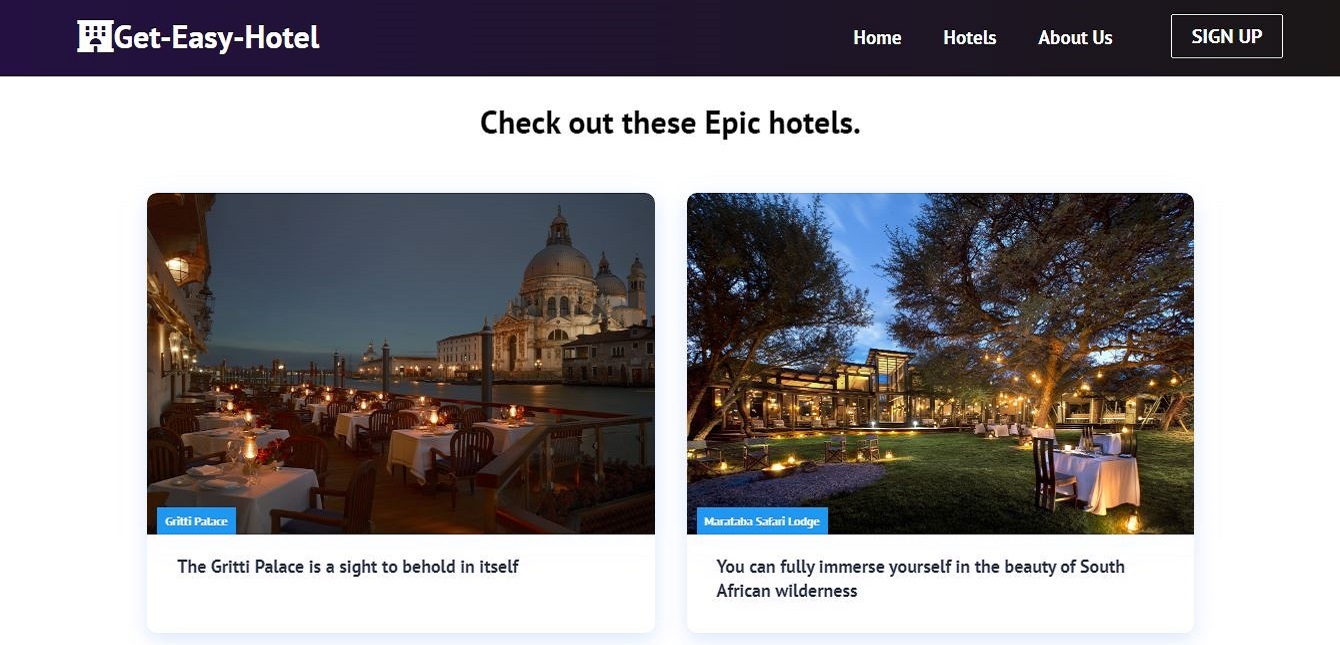 Get-Easy-Hotel
Home
Hotels
About Us
SIGN UP
Check out these Epic hotels.
Gritti Palace
The Gritti Palace is a sight to behold in itself
Marataba Safari Lodge
You can fully immerse yourself in the beauty of South
African wilderness